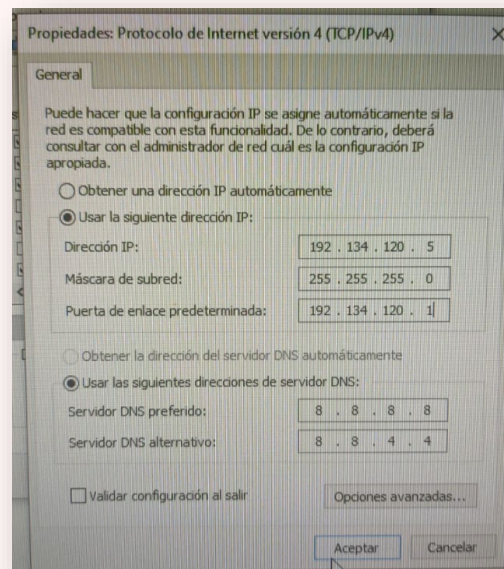 Propiedades: Protocolo de Internet versión 4 (TCP/IPv4)
General
Puede hacer que la configuración IP se asigne automáticamente si la
red es compatible con esta funcionalidad. De lo contrario, deberá
consultar con el administrador de red cuál es la configuración IP
apropiada.
Obtener una dirección IP automáticamente
Usar la siguiente dirección IP:
Dirección IP: 192 . 134 . 120 . 5
Máscara de subred: 255 . 255 . 255 . 0
Puerta de enlace predeterminada: 192 . 134 . 120 . 1
Obtener la dirección del servidor DNS automáticamente
Usar las siguientes direcciones de servidor DNS:
Servidor DNS preferido: 8 . 8 . 8 . 8
Servidor DNS alternativo: 8 . 8 . 4 . 4
Validar configuración al salir Opciones avanzadas...
Aceptar Cancelar